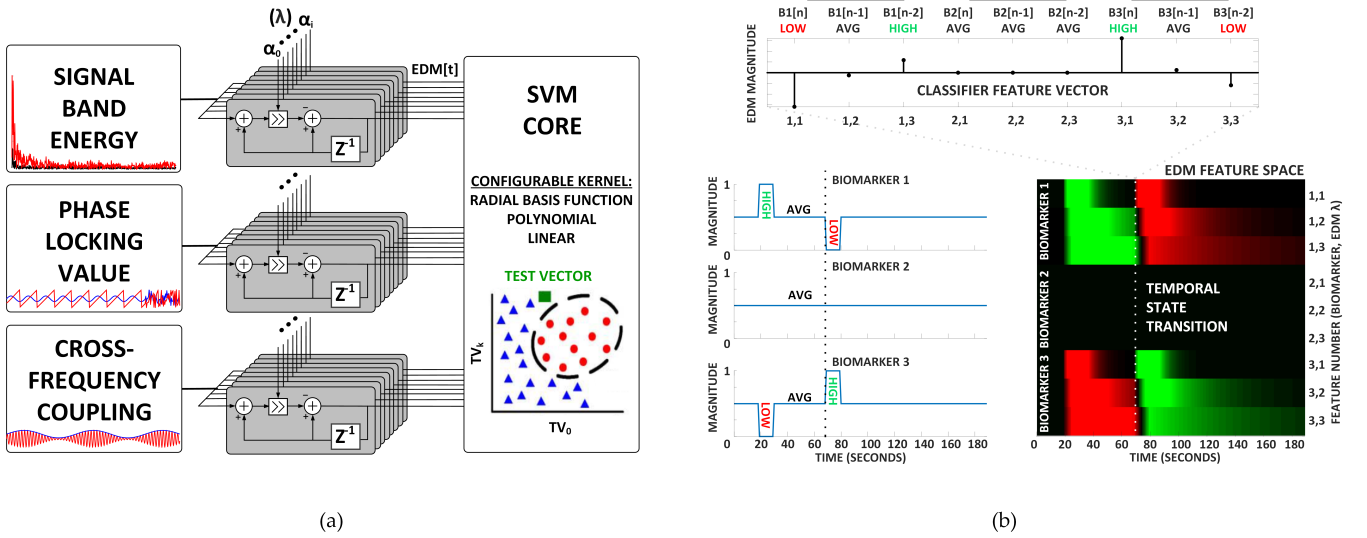 (λ)
αi
α0
EDM[t]
SIGNAL
BAND
ENERGY
+
−
+
Z-1
PHASE
LOCKING
VALUE
+
−
+
Z-1
CROSS-
FREQUENCY
COUPLING
+
−
+
Z-1
SVM
CORE
CONFIGURABLE KERNEL:
RADIAL BASIS FUNCTION
POLYNOMIAL
LINEAR
TEST VECTOR
TVk
TV0
(a)
B1[n] B1[n-1] B1[n-2] B2[n] B2[n-1] B2[n-2] B3[n] B3[n-1] B3[n-2]
LOW AVG HIGH AVG AVG AVG HIGH AVG LOW
EDM MAGNITUDE
CLASSIFIER FEATURE VECTOR
1,1 1,2 1,3 2,1 2,2 2,3 3,1 3,2 3,3
BIOMARKER 1
MAGNITUDE
1
0
HIGH
AVG
LOW
BIOMARKER 2
MAGNITUDE
1
0
AVG
BIOMARKER 3
MAGNITUDE
1
0
LOW
AVG
HIGH
0 20 40 60 80 100 120 140 160 180
TIME (SECONDS)
EDM FEATURE SPACE
BIOMARKER 1
BIOMARKER 2
BIOMARKER 3
TEMPORAL
STATE
TRANSITION
1,1
1,2
1,3
2,1
2,2
2,3
3,1
3,2
3,3
FEATURE NUMBER (BIOMARKER, EDM λ)
0 20 40 60 80 100 120 140 160 180
TIME (SECONDS)
(b)